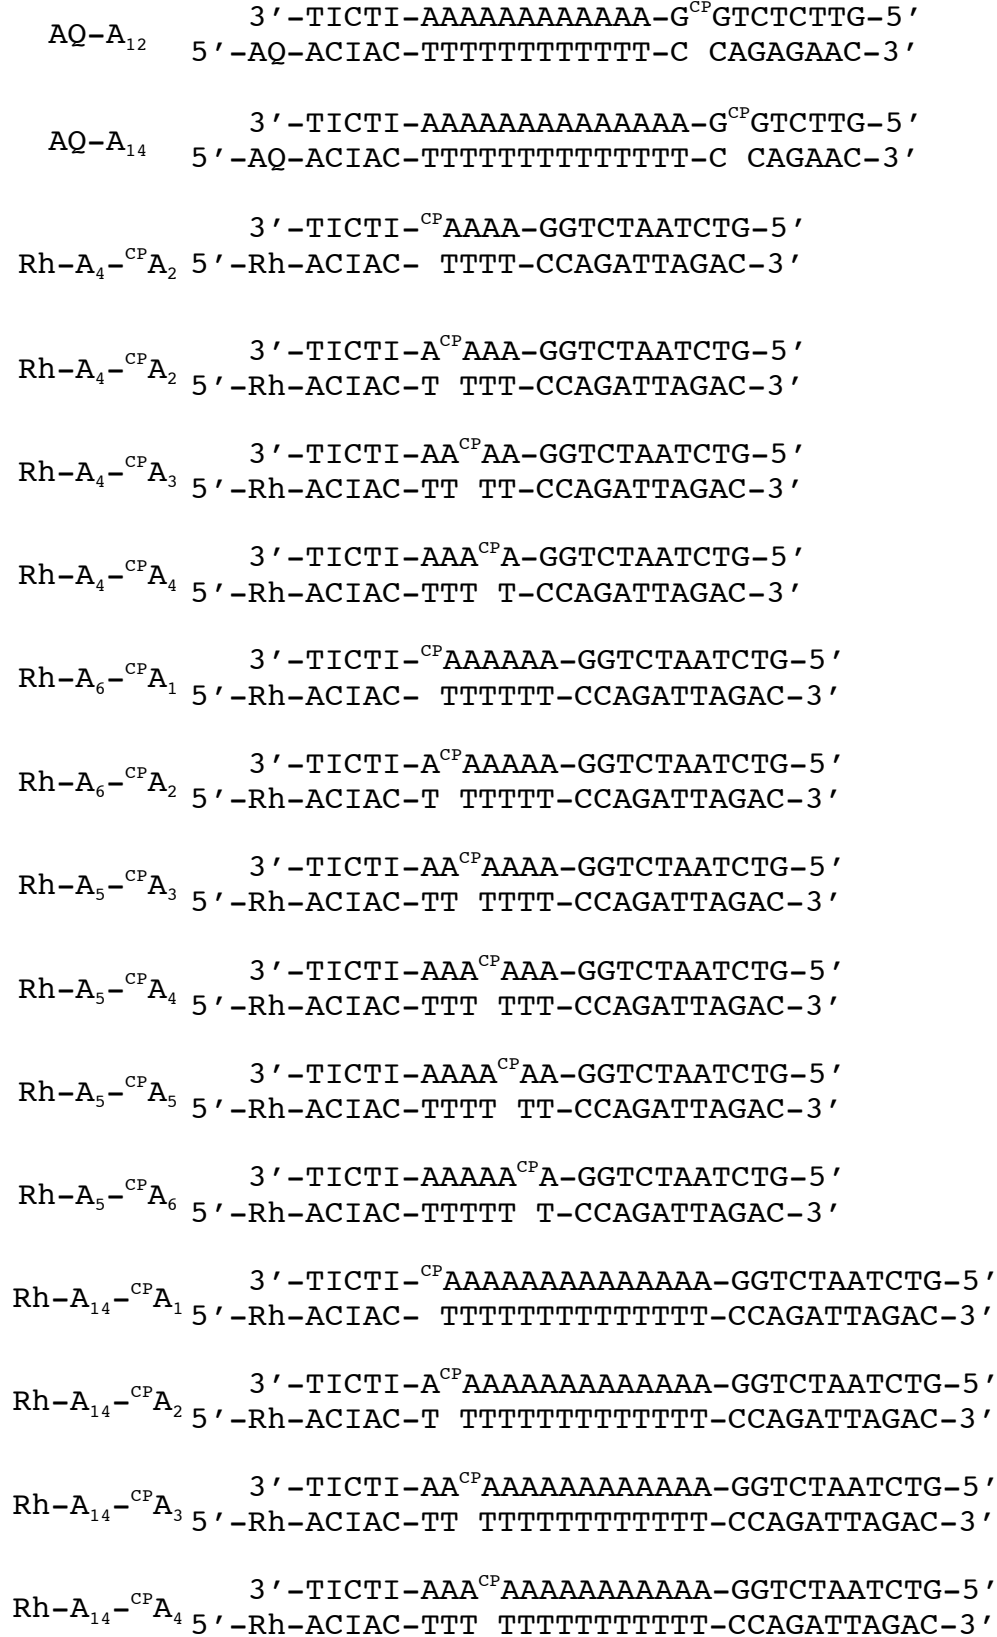 3′-TICTI-AAAAAAAAAAAA-GCPGTCTCTTG-5′
AQ-A12 5′-AQ-ACIAC-TTTTTTTTTTTT-C CAGAGAAC-3′
3′-TICTI-AAAAAAAAAAAAAA-GCPGTCTTG-5′
AQ-A14 5′-AQ-ACIAC-TTTTTTTTTTTTTT-C CAGAAC-3′
3′-TICTI-CPAAAA-GGTCTAATCTG-5′
Rh-A4-CPA2 5′-Rh-ACIAC- TTTT-CCAGATTAGAC-3′
3′-TICTI-ACPAAA-GGTCTAATCTG-5′
Rh-A4-CPA2 5′-Rh-ACIAC-T TTT-CCAGATTAGAC-3′
3′-TICTI-AACPAA-GGTCTAATCTG-5′
Rh-A4-CPA3 5′-Rh-ACIAC-TT TT-CCAGATTAGAC-3′
3′-TICTI-AAACPA-GGTCTAATCTG-5′
Rh-A4-CPA4 5′-Rh-ACIAC-TTT T-CCAGATTAGAC-3′
3′-TICTI-CPAAAAAA-GGTCTAATCTG-5′
Rh-A6-CPA1 5′-Rh-ACIAC- TTTTTT-CCAGATTAGAC-3′
3′-TICTI-ACPAAAAA-GGTCTAATCTG-5′
Rh-A6-CPA2 5′-Rh-ACIAC-T TTTTT-CCAGATTAGAC-3′
3′-TICTI-AACPAAAA-GGTCTAATCTG-5′
Rh-A5-CPA3 5′-Rh-ACIAC-TT TTTT-CCAGATTAGAC-3′
3′-TICTI-AAACPAAA-GGTCTAATCTG-5′
Rh-A5-CPA4 5′-Rh-ACIAC-TTT TTT-CCAGATTAGAC-3′
3′-TICTI-AAAACPAA-GGTCTAATCTG-5′
Rh-A5-CPA5 5′-Rh-ACIAC-TTTT TT-CCAGATTAGAC-3′
3′-TICTI-AAAAACPA-GGTCTAATCTG-5′
Rh-A5-CPA6 5′-Rh-ACIAC-TTTTT T-CCAGATTAGAC-3′
3′-TICTI-CPAAAAAAAAAAAAAA-GGTCTAATCTG-5′
Rh-A14-CPA1 5′-Rh-ACIAC- TTTTTTTTTTTTTT-CCAGATTAGAC-3′
3′-TICTI-ACPAAAAAAAAAAAAA-GGTCTAATCTG-5′
Rh-A14-CPA2 5′-Rh-ACIAC-T TTTTTTTTTTTTT-CCAGATTAGAC-3′
3′-TICTI-AACPAAAAAAAAAAAA-GGTCTAATCTG-5′
Rh-A14-CPA3 5′-Rh-ACIAC-TT TTTTTTTTTTTT-CCAGATTAGAC-3′
3′-TICTI-AAACPAAAAAAAAAAA-GGTCTAATCTG-5′
Rh-A14-CPA4 5′-Rh-ACIAC-TTT TTTTTTTTTTT-CCAGATTAGAC-3′